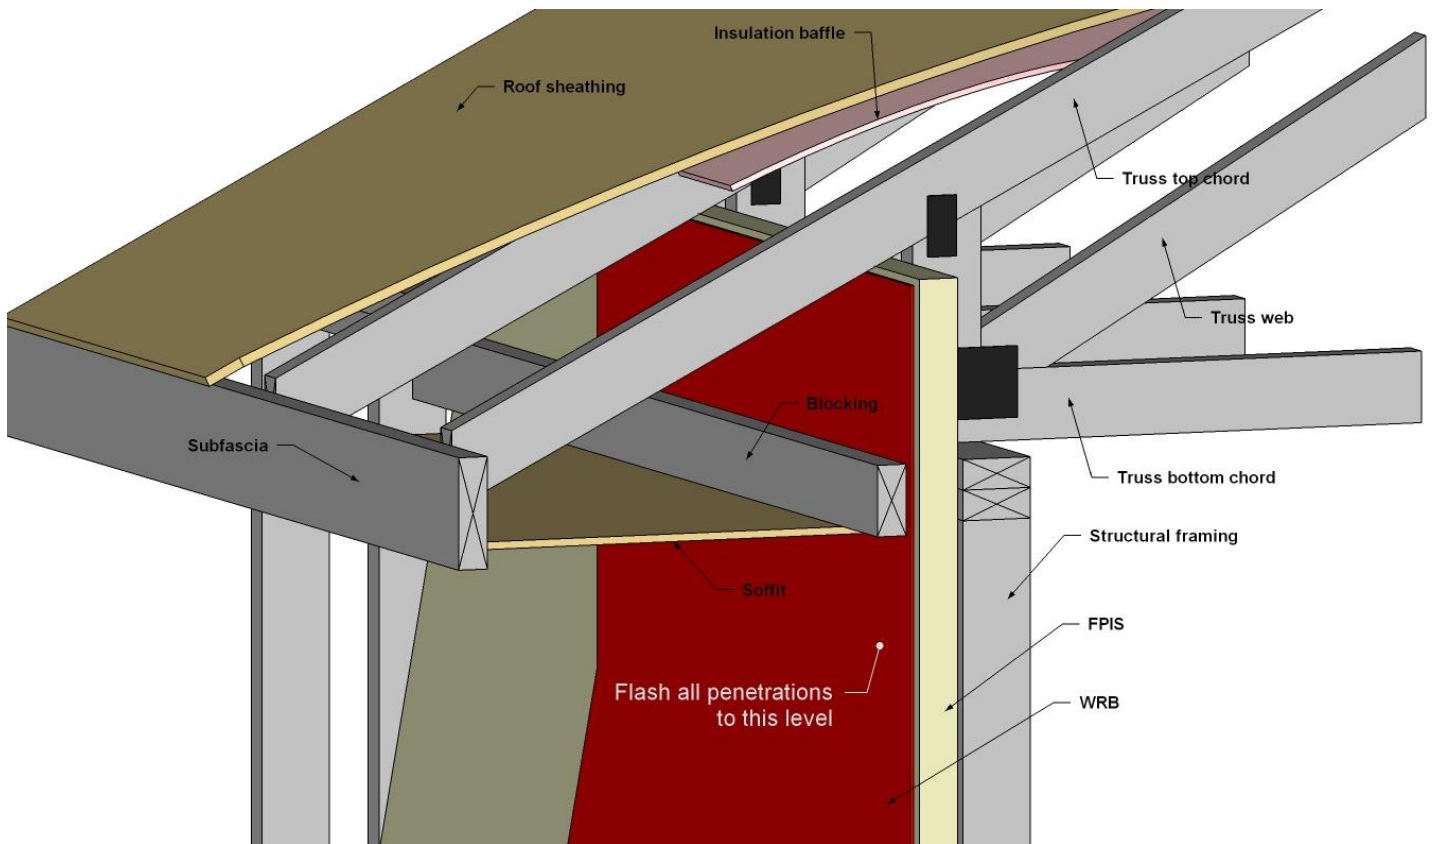 Insulation baffle
Roof sheathing
Truss top chord
Truss web
Blocking
Subfascia
Truss bottom chord
Structural framing
Soffit
FPIS
Flash all penetrations
to this level
WRB